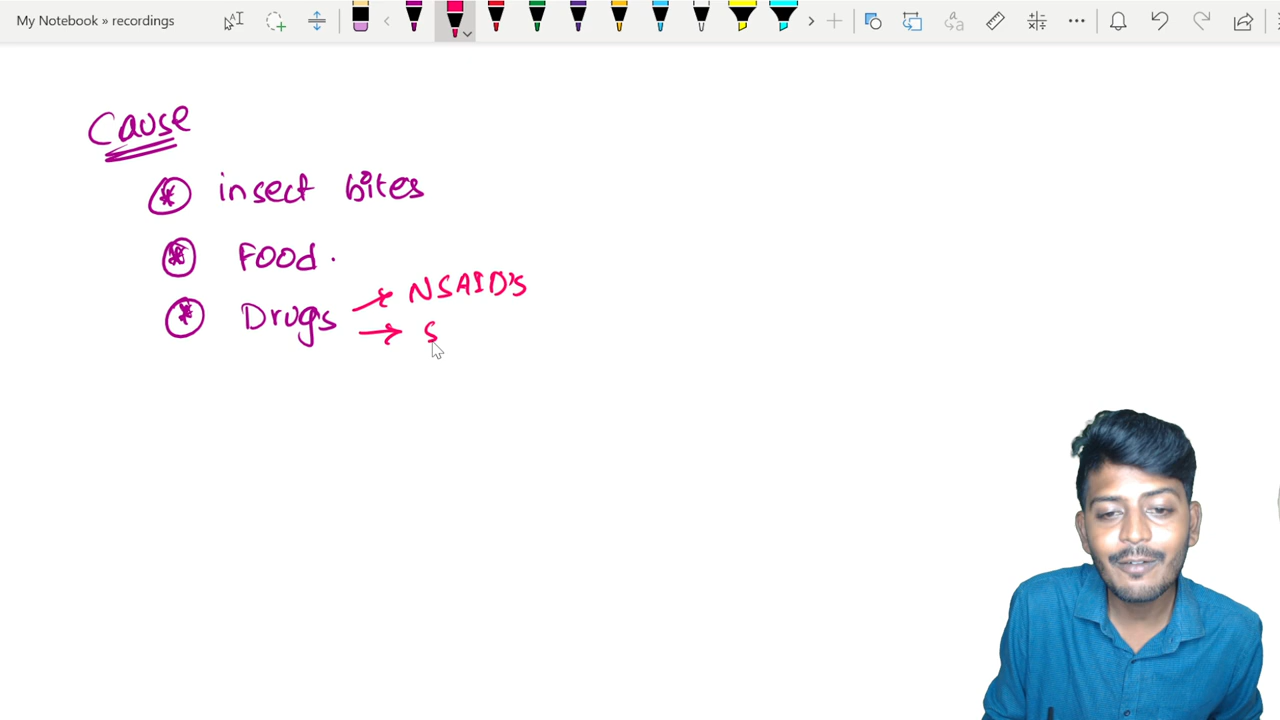 My Notebook » recordings
Cause
insect bites
Food.
Drugs → NSAID's
→ S